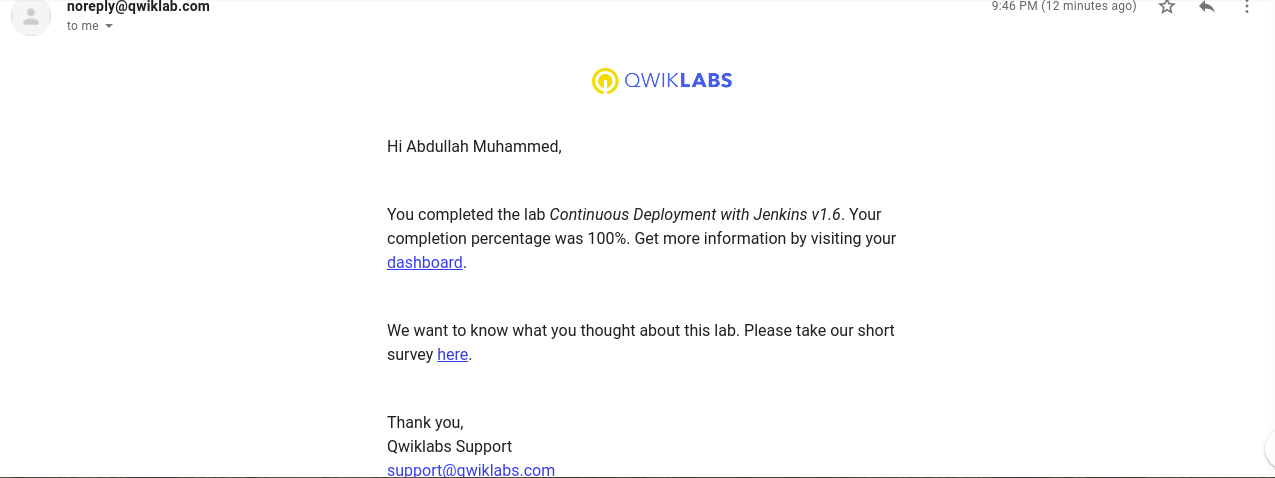 noreply@qwiklab.com
9:46 PM (12 minutes ago)
to me
QWIKLABS
Hi Abdullah Muhammed,
You completed the lab Continuous Deployment with Jenkins v1.6. Your
completion percentage was 100%. Get more information by visiting your
dashboard.
We want to know what you thought about this lab. Please take our short
survey here.
Thank you,
Qwiklabs Support
support@qwiklabs.com